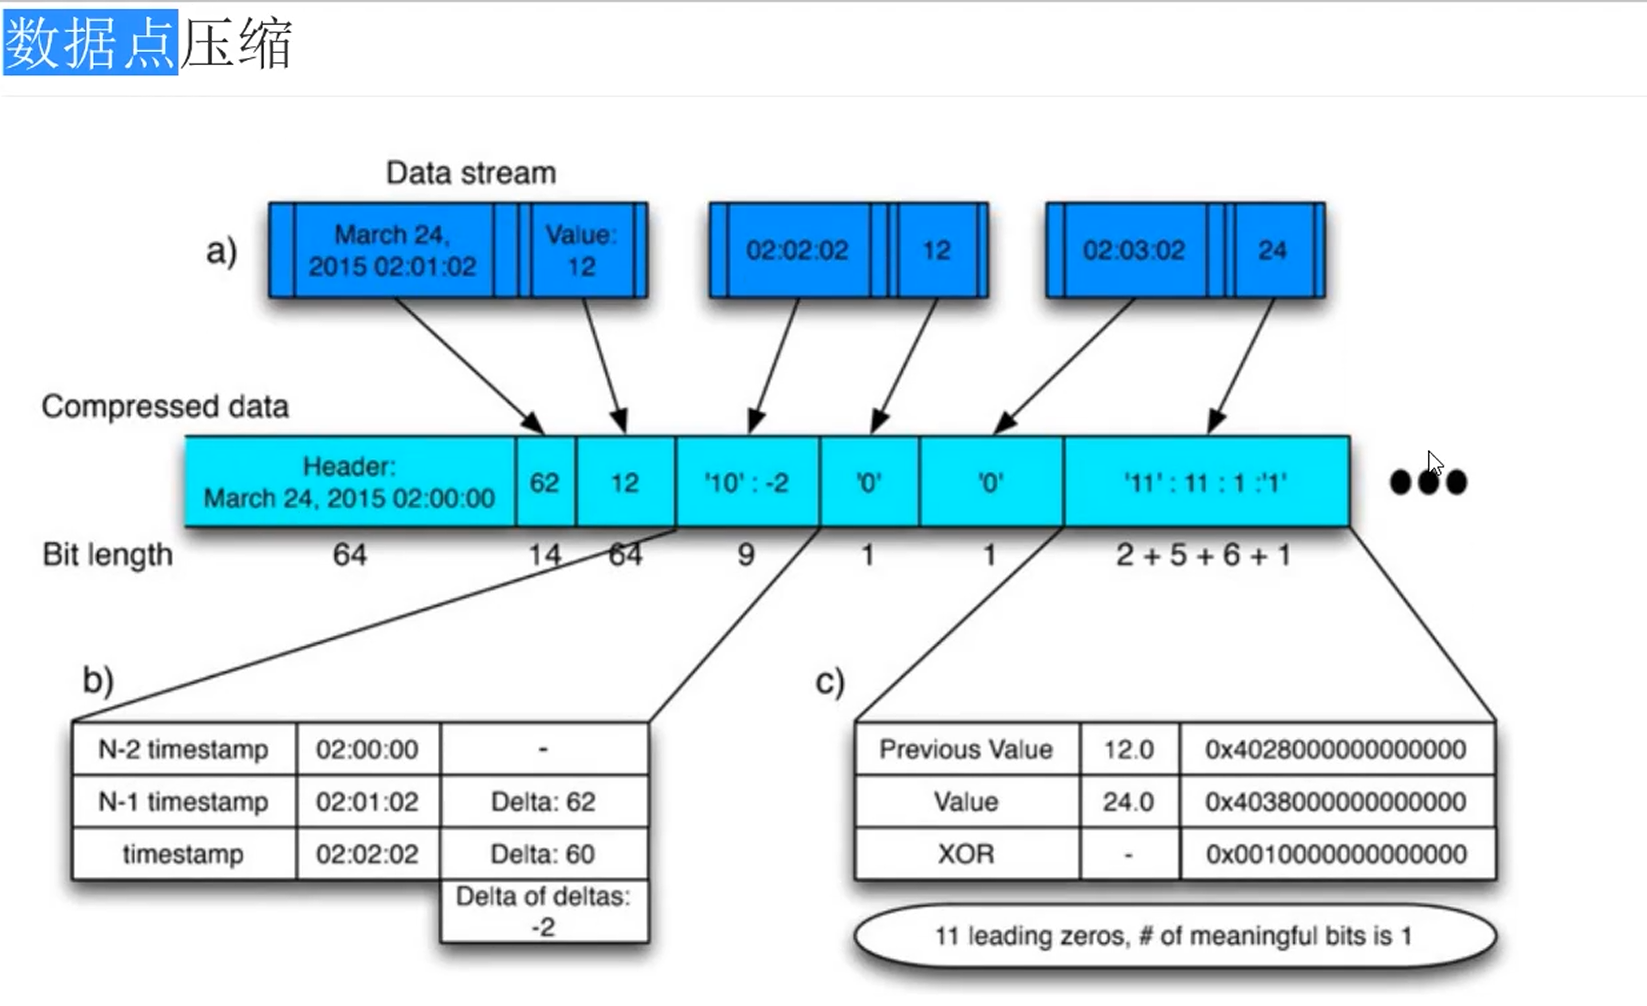 数据点压缩
Data stream
a)
March 24,
2015 02:01:02
Value:
12
02:02:02
12
02:03:02
24
Compressed data
Header:
March 24, 2015 02:00:00
62
12
'10' : -2
'0'
'0'
'11' : 11 : 1 :'1'
Bit length
64
14
64
9
1
1
2 + 5 + 6 + 1
b)
N-2 timestamp
02:00:00
-
N-1 timestamp
02:01:02
Delta: 62
timestamp
02:02:02
Delta: 60
Delta of deltas:
-2
c)
Previous Value
12.0
0x4028000000000000
Value
24.0
0x4038000000000000
XOR
-
0x0010000000000000
11 leading zeros, # of meaningful bits is 1